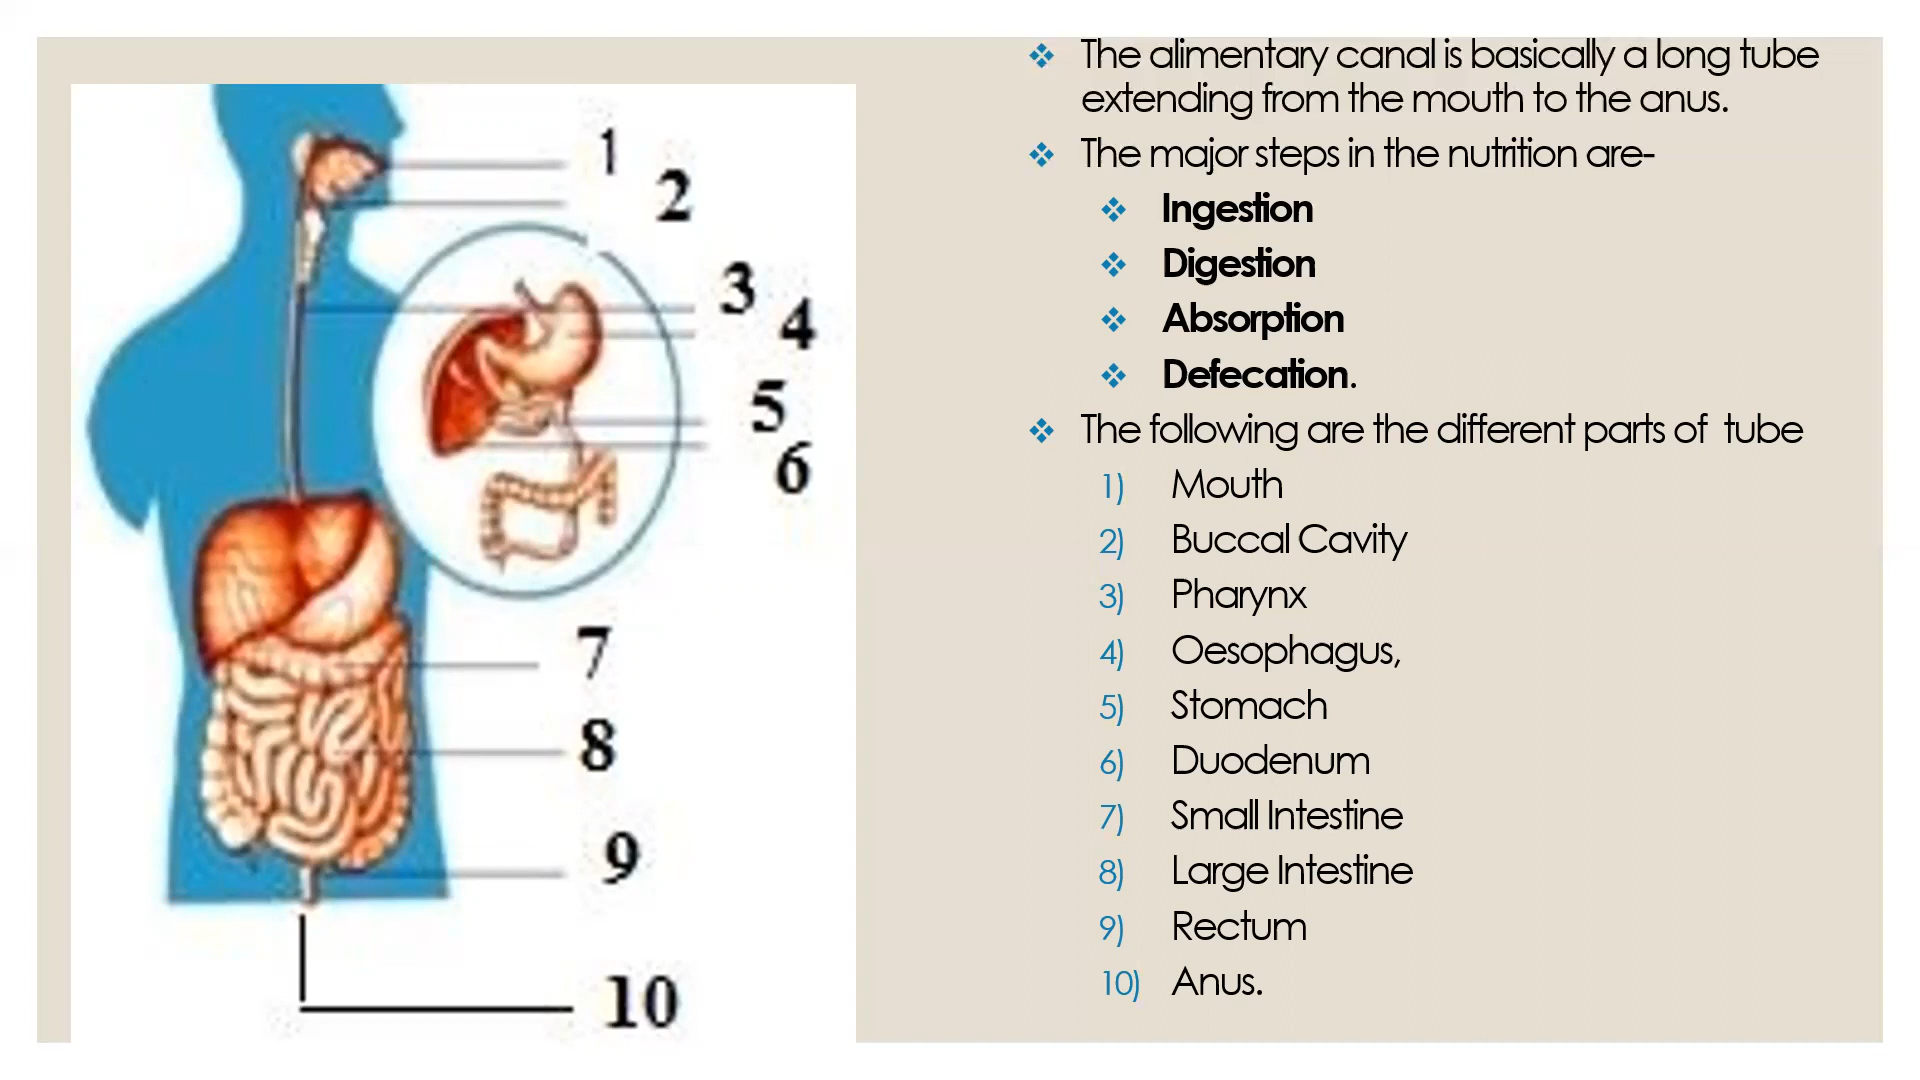 1
2
3
4
5
6
7
8
9
10
❖ The alimentary canal is basically a long tube
extending from the mouth to the anus.
❖ The major steps in the nutrition are-
❖ Ingestion
❖ Digestion
❖ Absorption
❖ Defecation.
❖ The following are the different parts of tube
1) Mouth
2) Buccal Cavity
3) Pharynx
4) Oesophagus,
5) Stomach
6) Duodenum
7) Small Intestine
8) Large Intestine
9) Rectum
10) Anus.